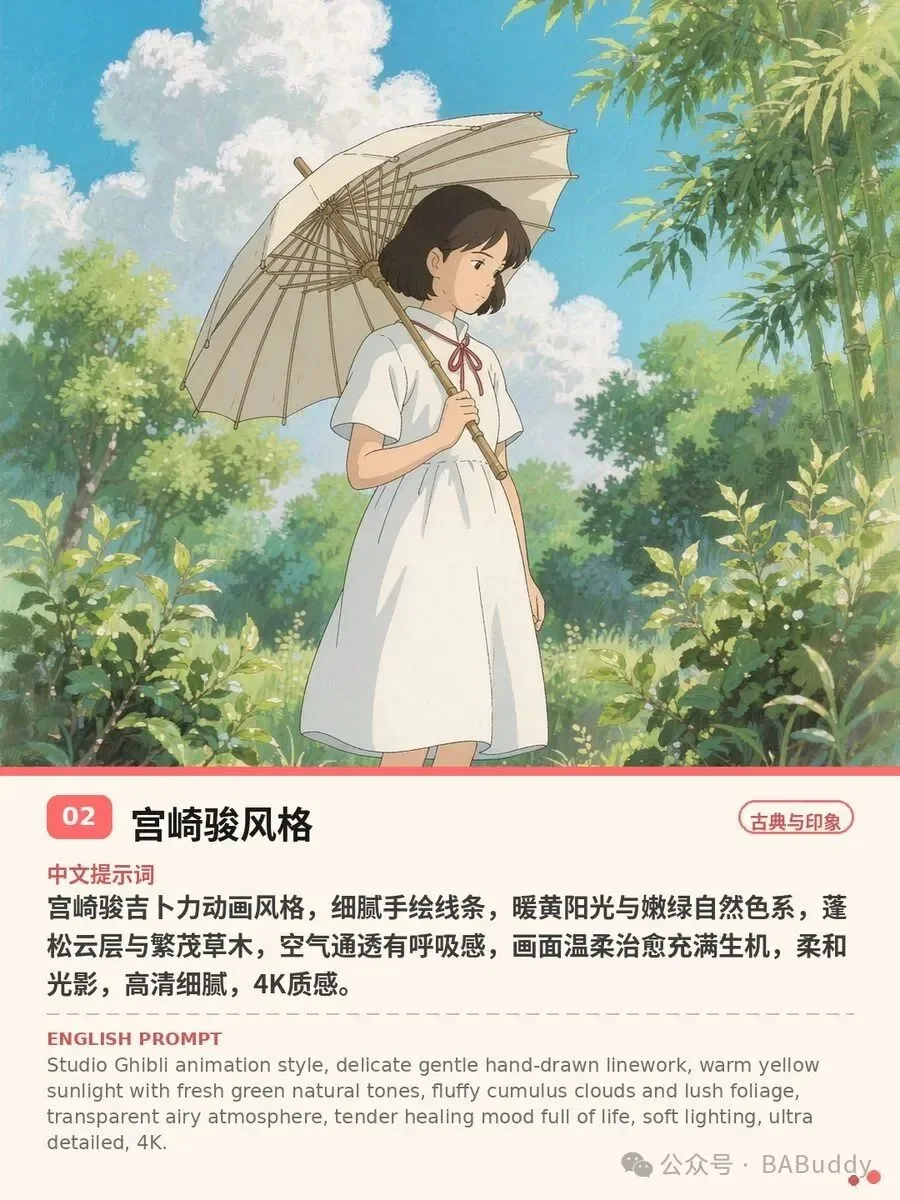 02
宫崎骏风格
古典与印象
中文提示词
宫崎骏吉卜力动画风格，细腻手绘线条，暖黄阳光与嫩绿自然色系，蓬
松云层与繁茂草木，空气通透有呼吸感，画面温柔治愈充满生机，柔和
光影，高清细腻，4K质感。
ENGLISH PROMPT
Studio Ghibli animation style, delicate gentle hand-drawn linework, warm yellow
sunlight with fresh green natural tones, fluffy cumulus clouds and lush foliage,
transparent airy atmosphere, tender healing mood full of life, soft lighting, ultra
detailed, 4K.
公众号 · BABuddy